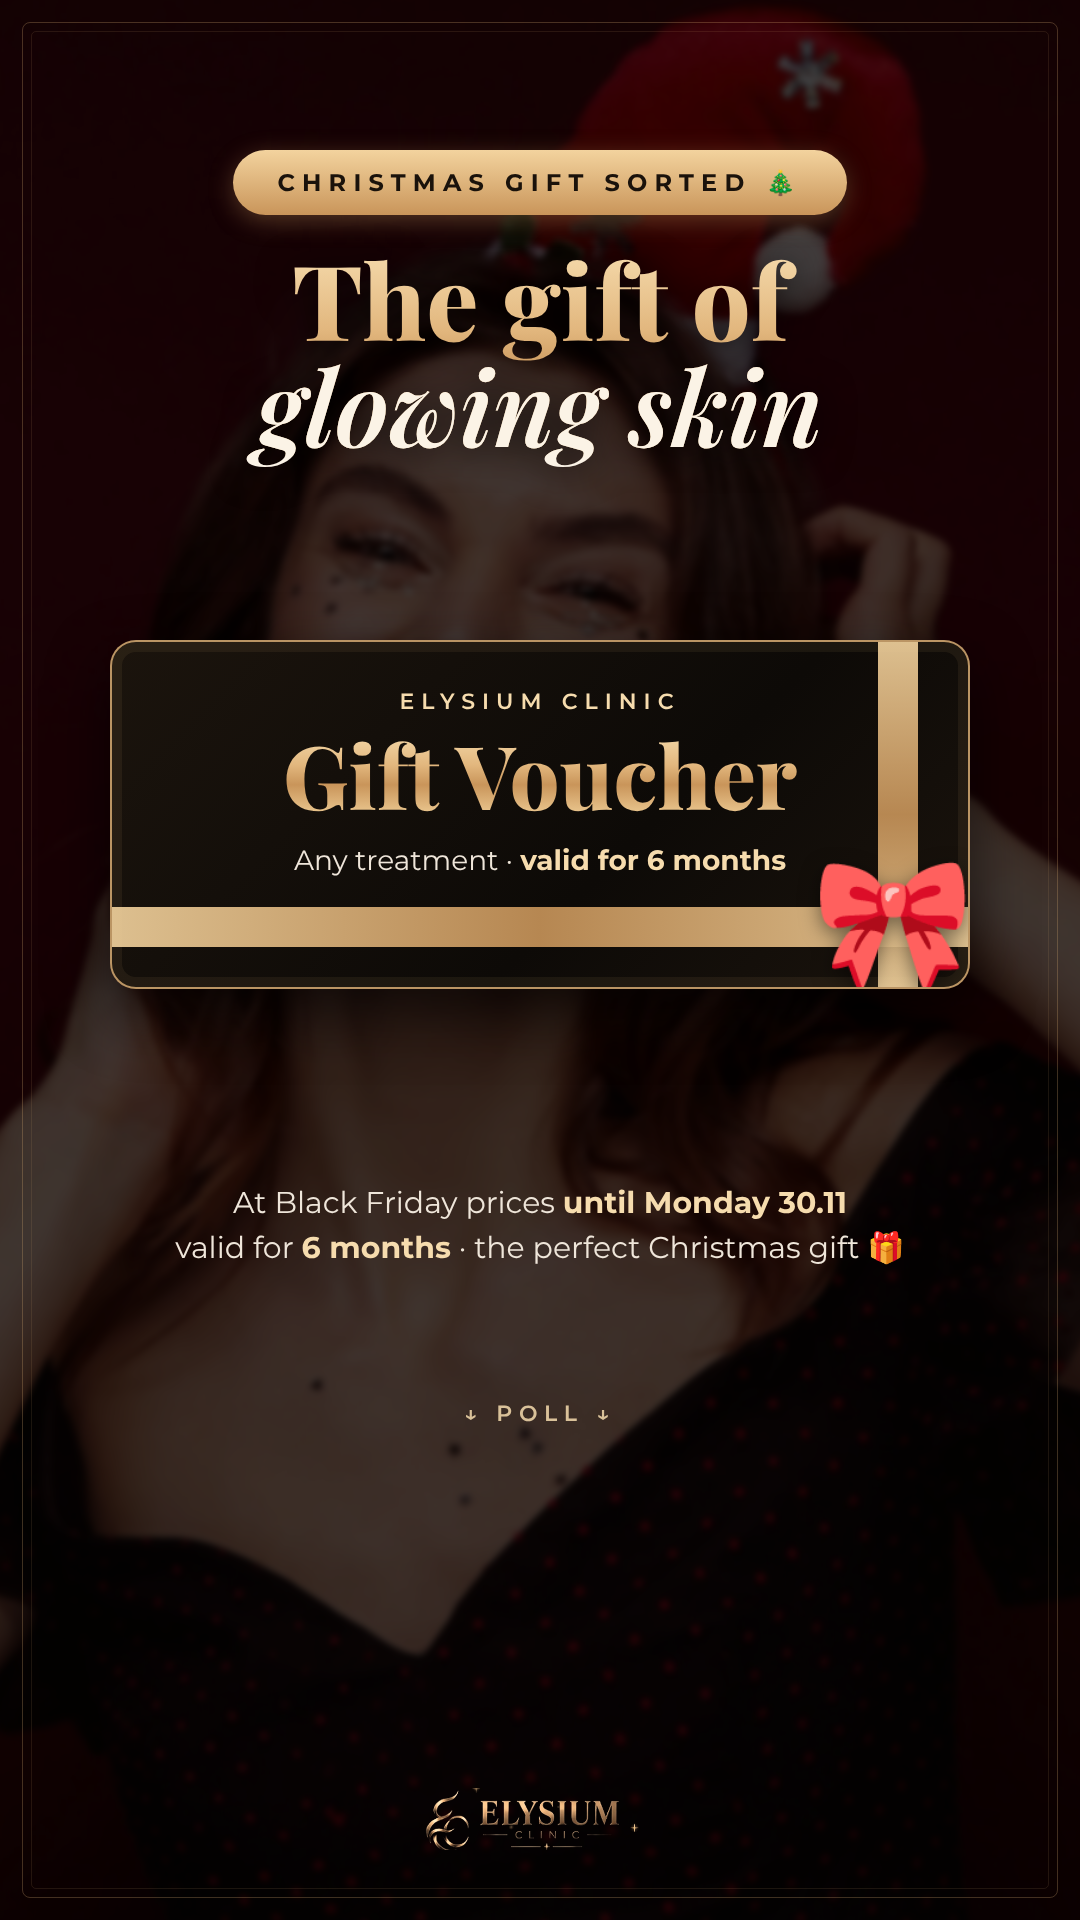 CHRISTMAS GIFT SORTED 🎄
The gift of
glowing skin
ELYSIUM CLINIC
Gift Voucher
Any treatment · valid for 6 months
At Black Friday prices until Monday 30.11
valid for 6 months · the perfect Christmas gift 🎁
↓ POLL ↓
ELYSIUM
CLINIC